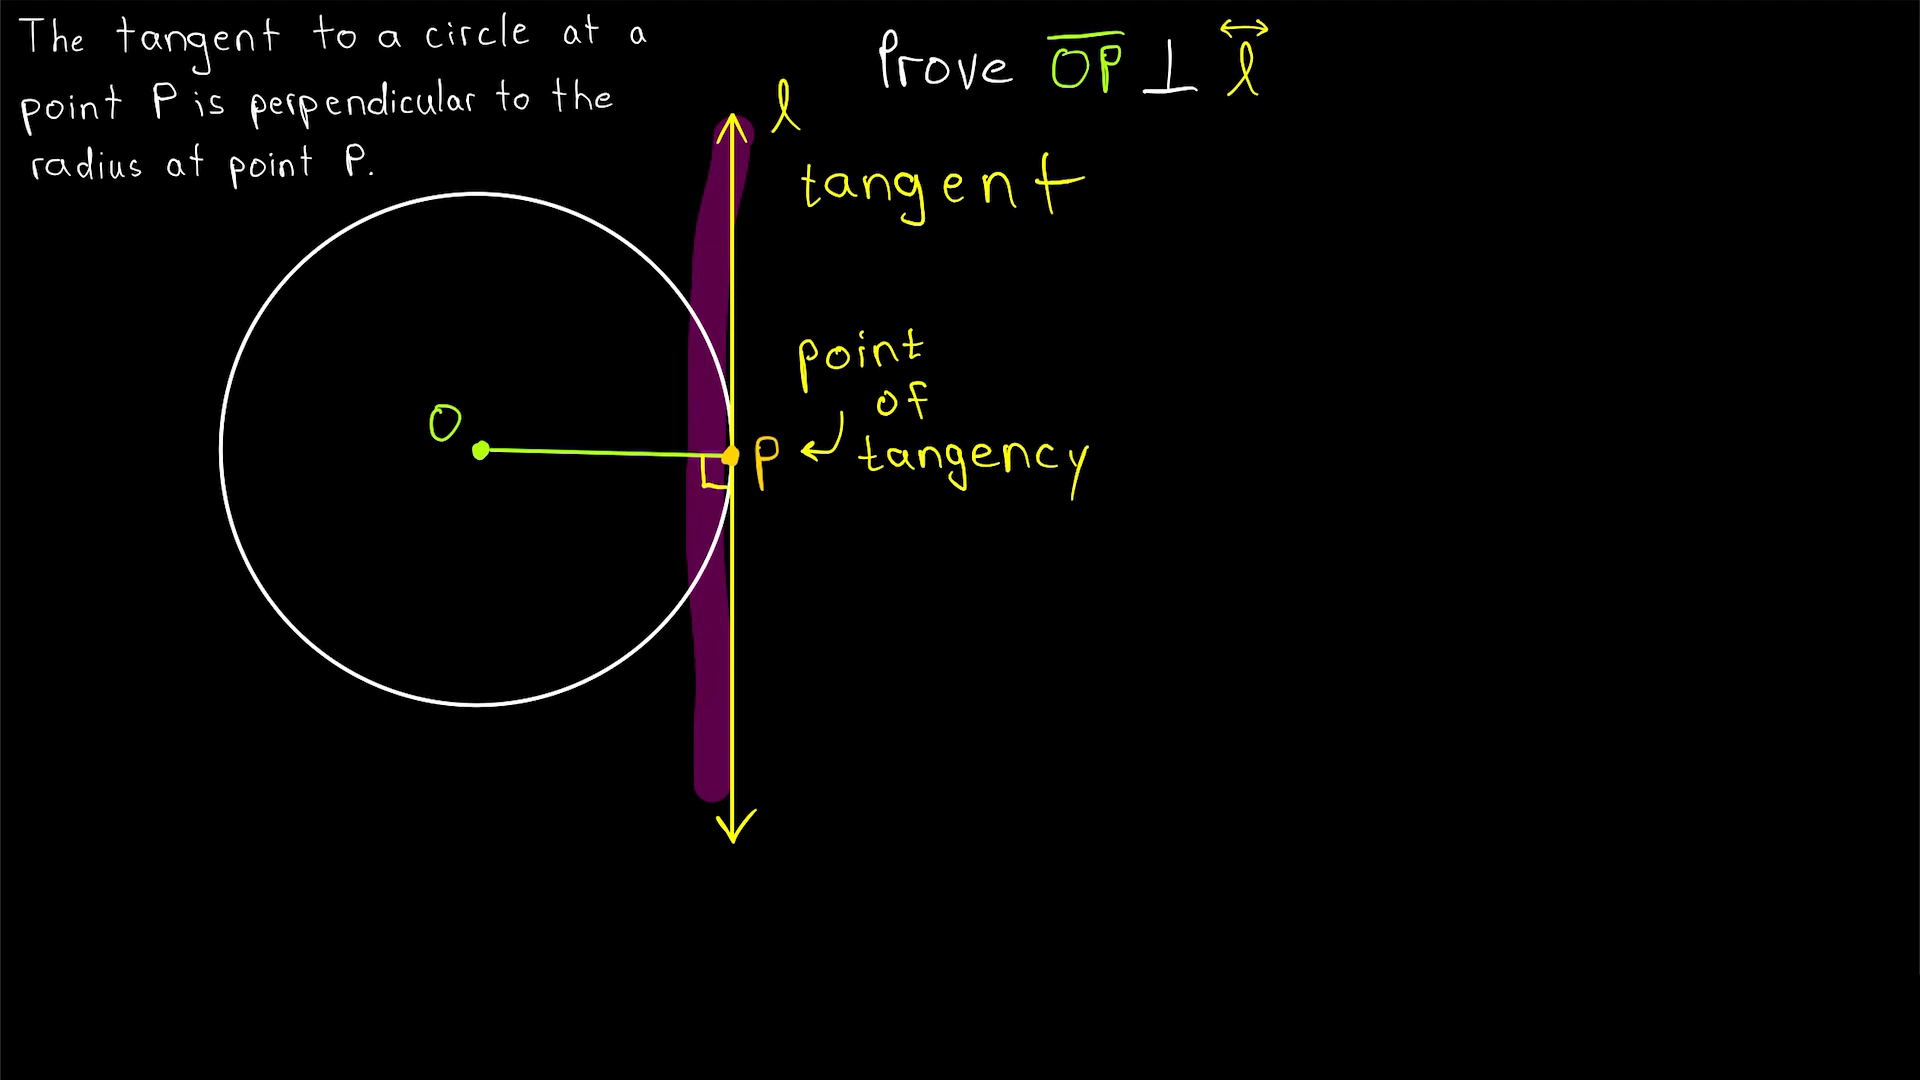 The tangent to a circle at a
point P is perpendicular to the
radius at point P.
Prove OP ⊥ l
l
tangent
point
of
tangency
O
P